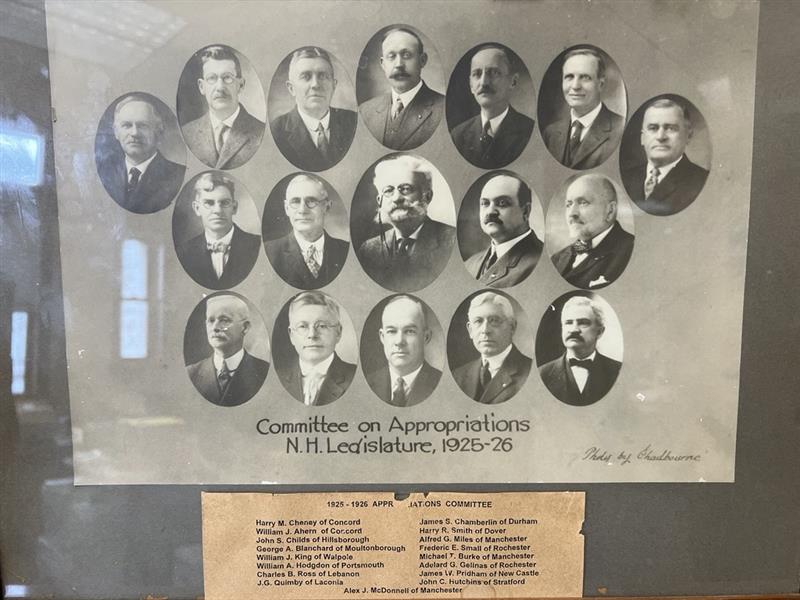 Committee on Appropriations
N. H. Legislature, 1925-26
Photo by Chadbourne
1925 - 1926 APPR IATIONS COMMITTEE
Harry M. Cheney of Concord
William J. Ahern of Concord
John S. Childs of Hillsborough
George A. Blanchard of Moultonborough
William J. King of Walpole
William A. Hodgdon of Portsmouth
Charles B. Ross of Lebanon
J.G. Quimby of Laconia
James S. Chamberlin of Durham
Harry R. Smith of Dover
Alfred G. Miles of Manchester
Frederic E. Small of Rochester
Michael T. Burke of Manchester
Adelard G. Gelinas of Rochester
James W. Pridham of New Castle
John C. Hutchins of Stratford
Alex J. McDonnell of Manchester